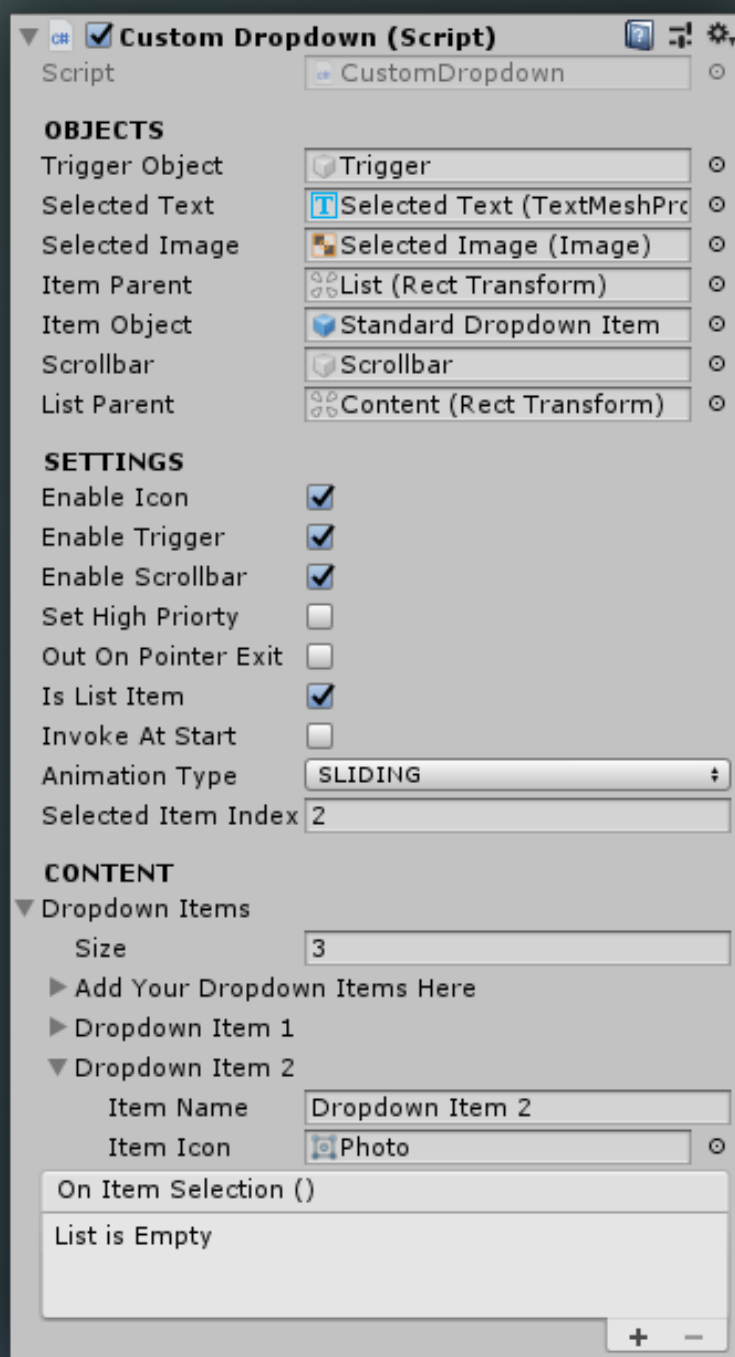 Custom Dropdown (Script)
Script CustomDropdown
OBJECTS
Trigger Object Trigger
Selected Text Selected Text (TextMeshPrc
Selected Image Selected Image (Image)
Item Parent List (Rect Transform)
Item Object Standard Dropdown Item
Scrollbar Scrollbar
List Parent Content (Rect Transform)
SETTINGS
Enable Icon
Enable Trigger
Enable Scrollbar
Set High Priorty
Out On Pointer Exit
Is List Item
Invoke At Start
Animation Type SLIDING
Selected Item Index 2
CONTENT
Dropdown Items
Size 3
Add Your Dropdown Items Here
Dropdown Item 1
Dropdown Item 2
Item Name Dropdown Item 2
Item Icon Photo
On Item Selection ()
List is Empty
+ −